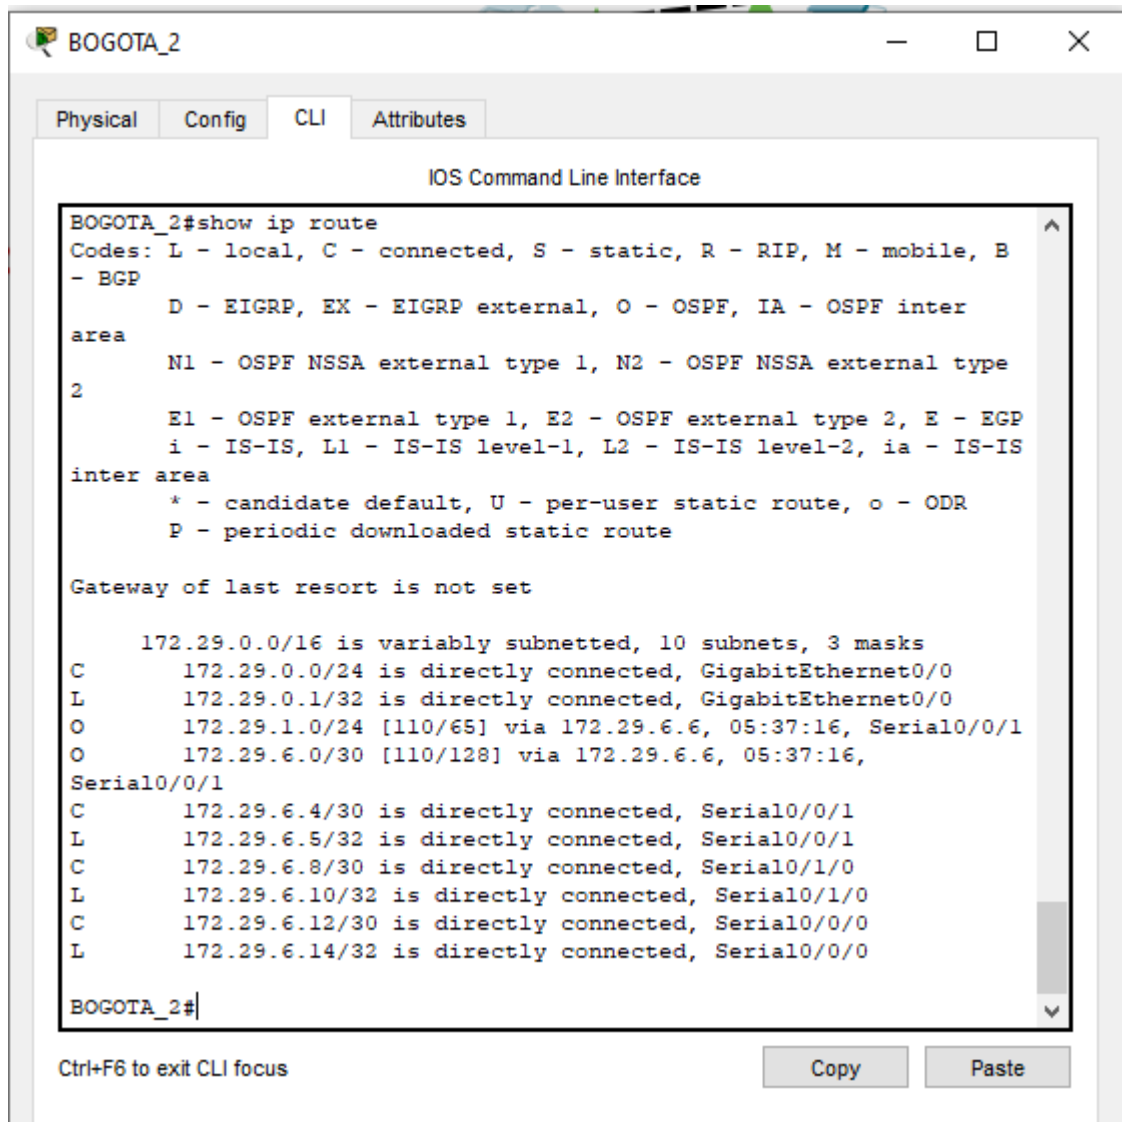 BOGOTA_2
Physical Config CLI Attributes
IOS Command Line Interface
BOGOTA_2#show ip route
Codes: L - local, C - connected, S - static, R - RIP, M - mobile, B
- BGP
D - EIGRP, EX - EIGRP external, O - OSPF, IA - OSPF inter
area
N1 - OSPF NSSA external type 1, N2 - OSPF NSSA external type
2
E1 - OSPF external type 1, E2 - OSPF external type 2, E - EGP
i - IS-IS, L1 - IS-IS level-1, L2 - IS-IS level-2, ia - IS-IS
inter area
* - candidate default, U - per-user static route, o - ODR
P - periodic downloaded static route
Gateway of last resort is not set
172.29.0.0/16 is variably subnetted, 10 subnets, 3 masks
C 172.29.0.0/24 is directly connected, GigabitEthernet0/0
L 172.29.0.1/32 is directly connected, GigabitEthernet0/0
O 172.29.1.0/24 [110/65] via 172.29.6.6, 05:37:16, Serial0/0/1
O 172.29.6.0/30 [110/128] via 172.29.6.6, 05:37:16,
Serial0/0/1
C 172.29.6.4/30 is directly connected, Serial0/0/1
L 172.29.6.5/32 is directly connected, Serial0/0/1
C 172.29.6.8/30 is directly connected, Serial0/1/0
L 172.29.6.10/32 is directly connected, Serial0/1/0
C 172.29.6.12/30 is directly connected, Serial0/0/0
L 172.29.6.14/32 is directly connected, Serial0/0/0
BOGOTA_2#
Ctrl+F6 to exit CLI focus
Copy Paste